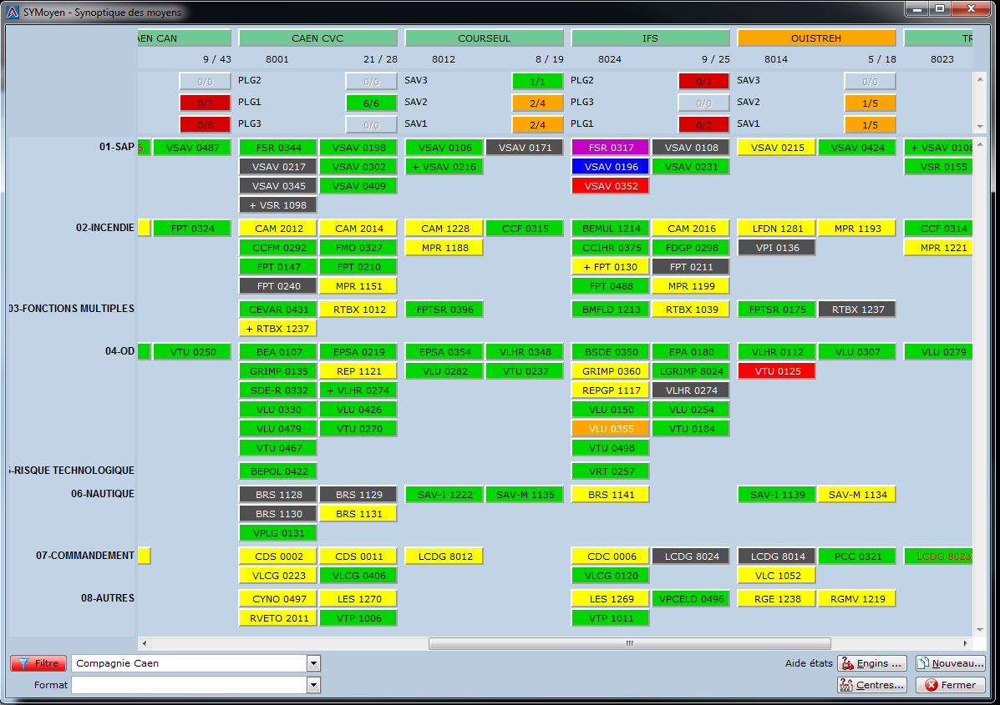 SYMoyen - Synoptique des moyens
EN CAN CAEN CVC COURSEUL IFS OUISTREH TR
9 / 43 8001 21 / 28 8012 8 / 19 8024 9 / 25 8014 5 / 18 8023
0/0 PLG2 0/0 SAV3 1/1 PLG2 0/1 SAV3 0/0
0/3 PLG1 6/6 SAV2 2/4 PLG3 0/0 SAV2 1/5
0/6 PLG3 0/0 SAV1 2/4 PLG1 0/2 SAV1 1/5
01-SAP 5 VSAV 0487 FSR 0344 VSAV 0198 VSAV 0106 VSAV 0171 FSR 0317 VSAV 0108 VSAV 0215 VSAV 0424 + VSAV 0108
VSAV 0217 VSAV 0302 + VSAV 0216 VSAV 0196 VSAV 0231 VSR 0155
VSAV 0345 VSAV 0409 VSAV 0352
+ VSR 1098
02-INCENDIE FPT 0324 CAM 2012 CAM 2014 CAM 1228 CCF 0315 BEMUL 1214 CAM 2016 LFDN 1281 MPR 1193 CCF 0314
CCFM 0292 FMO 0327 MPR 1188 CCIHR 0375 FDGP 0298 VPI 0136 MPR 1221
FPT 0147 FPT 0210 + FPT 0130 FPT 0211
FPT 0240 MPR 1151 FPT 0488 MPR 1199
03-FONCTIONS MULTIPLES CEVAR 0431 RTBX 1012 FPTSR 0396 BMFLD 1213 RTBX 1039 FPTSR 0175 RTBX 1237
+ RTBX 1237
04-OD VTU 0250 BEA 0107 EPSA 0219 EPSA 0354 VLHR 0348 BSDE 0350 EPA 0180 VLHR 0112 VLU 0307 VLU 0279
GRIMP 0135 REP 1121 VLU 0282 VTU 0237 GRIMP 0360 LGRIMP 8024 VTU 0125
SDE-R 0332 + VLHR 0274 REPGP 1117 VLHR 0274
VLU 0330 VLU 0426 VLU 0150 VLU 0254
VLU 0479 VTU 0270 VLU 0355 VTU 0184
VTU 0467 VTU 0498
-RISQUE TECHNOLOGIQUE BEPOL 0422 VRT 0257
06-NAUTIQUE BRS 1128 BRS 1129 SAV-I 1222 SAV-M 1135 BRS 1141 SAV-I 1139 SAV-M 1134
BRS 1130 BRS 1131
VPLG 0131
07-COMMANDEMENT CDS 0002 CDS 0011 LCDG 8012 CDC 0006 LCDG 8024 LCDG 8014 PCC 0321 LCDG 8023
VLCG 0223 VLCG 0406 VLCG 0120 VLC 1052
08-AUTRES CYNO 0497 LES 1270 LES 1269 VPCELD 0496 RGE 1238 RGMV 1219
RVETO 2011 VTP 1006 VTP 1011
Filtre Compagnie Caen Aide états Engins ... Nouveau...
Format Centres... Fermer